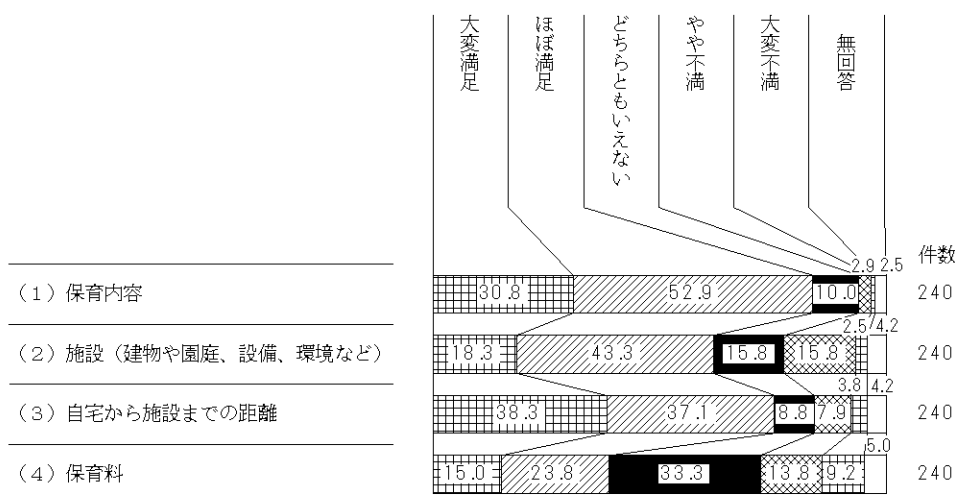 大変満足
ほぼ満足
どちらともいえない
やや不満
大変不満
無回答
件数
2.9 2.5
(1)保育内容 30.8 52.9 10.0 240
2.5 4.2
(2)施設(建物や園庭、設備、環境など) 18.3 43.3 15.8 15.8 240
3.8 4.2
(3)自宅から施設までの距離 38.3 37.1 8.8 7.9 240
5.0
(4)保育料 15.0 23.8 33.3 13.8 9.2 240